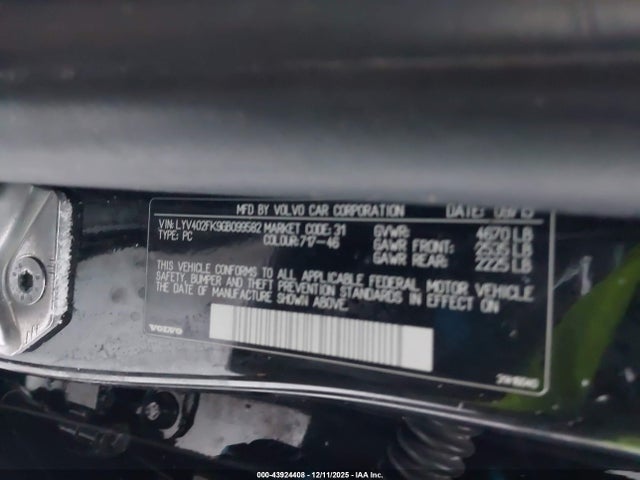 MFD BY VOLVO CAR CORPORATION DATE:
VIN: LYV402FK9GB099582 MARKET CODE: 31 GVWR: 4670 LB
TYPE: PC COLOUR: 717-46 GAWR FRONT: 2535 LB
GAWR REAR: 2225 LB
THIS VEHICLE CONFORMS TO ALL APPLICABLE FEDERAL MOTOR VEHICLE
SAFETY, BUMPER AND THEFT PREVENTION STANDARDS IN EFFECT ON
THE DATE OF MANUFACTURE SHOWN ABOVE.
VOLVO
000-43924408 - 12/11/2025 - IAA Inc.